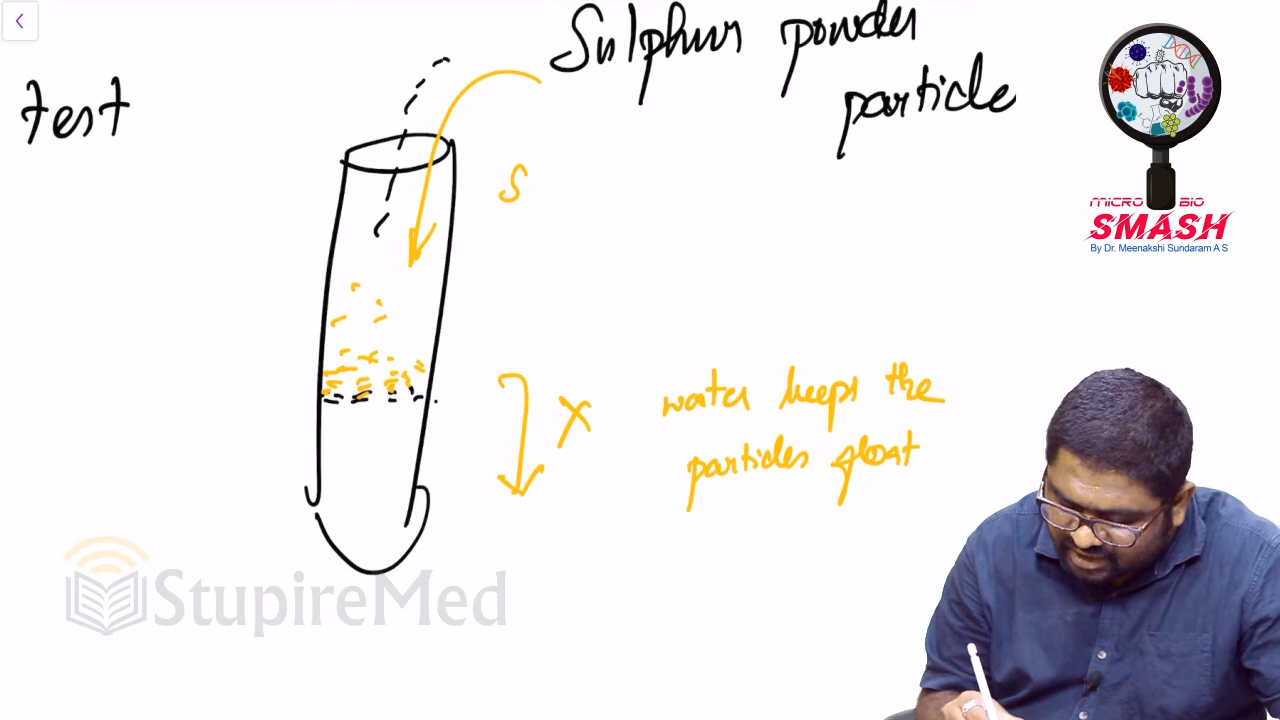 Sulphur powder
particle
test
S
MICRO BIO
SMASH
By Dr. Meenakshi Sundaram A S
X
water keeps the
particles float
StupireMed